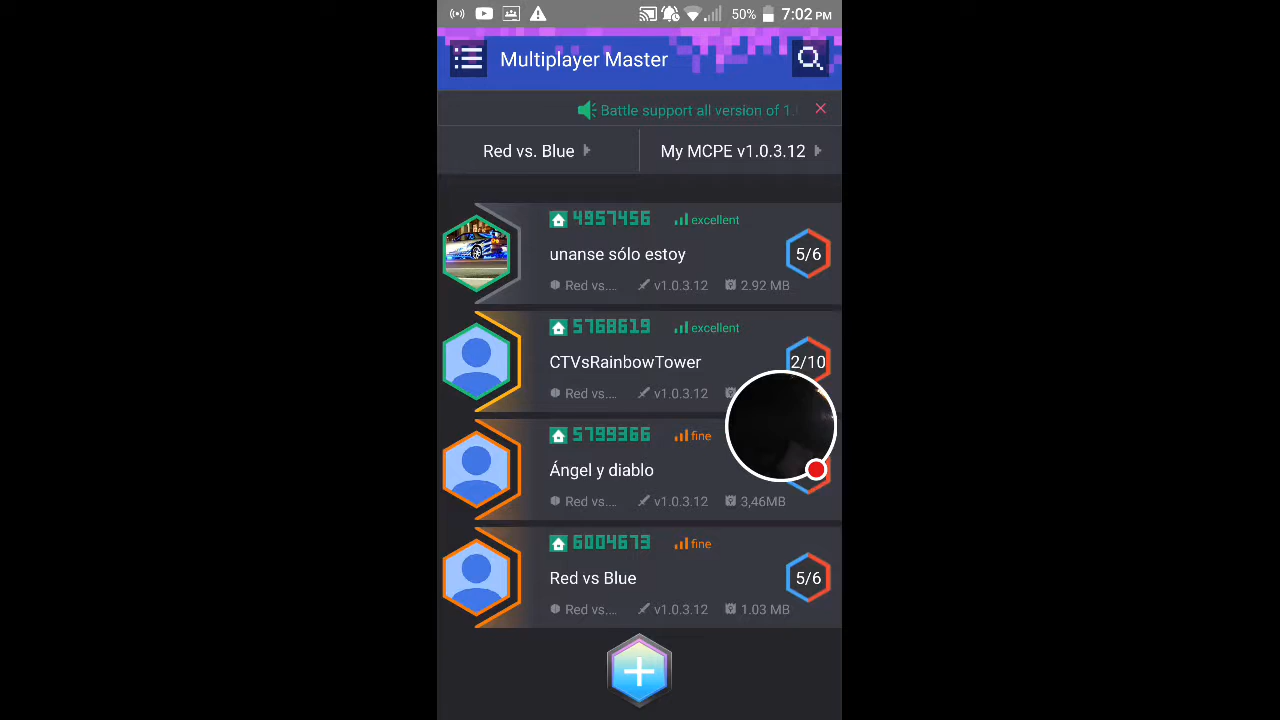 50% 7:02 PM
Multiplayer Master
Battle support all version of 1.
Red vs. Blue
My MCPE v1.0.3.12
4957456 excellent
unanse sólo estoy
5/6
Red vs.... v1.0.3.12 2.92 MB
5768619 excellent
CTVsRainbowTower
2/10
Red vs.... v1.0.3.12
5799366 fine
Ángel y diablo
Red vs.... v1.0.3.12 3,46MB
6004673 fine
Red vs Blue
5/6
Red vs.... v1.0.3.12 1.03 MB